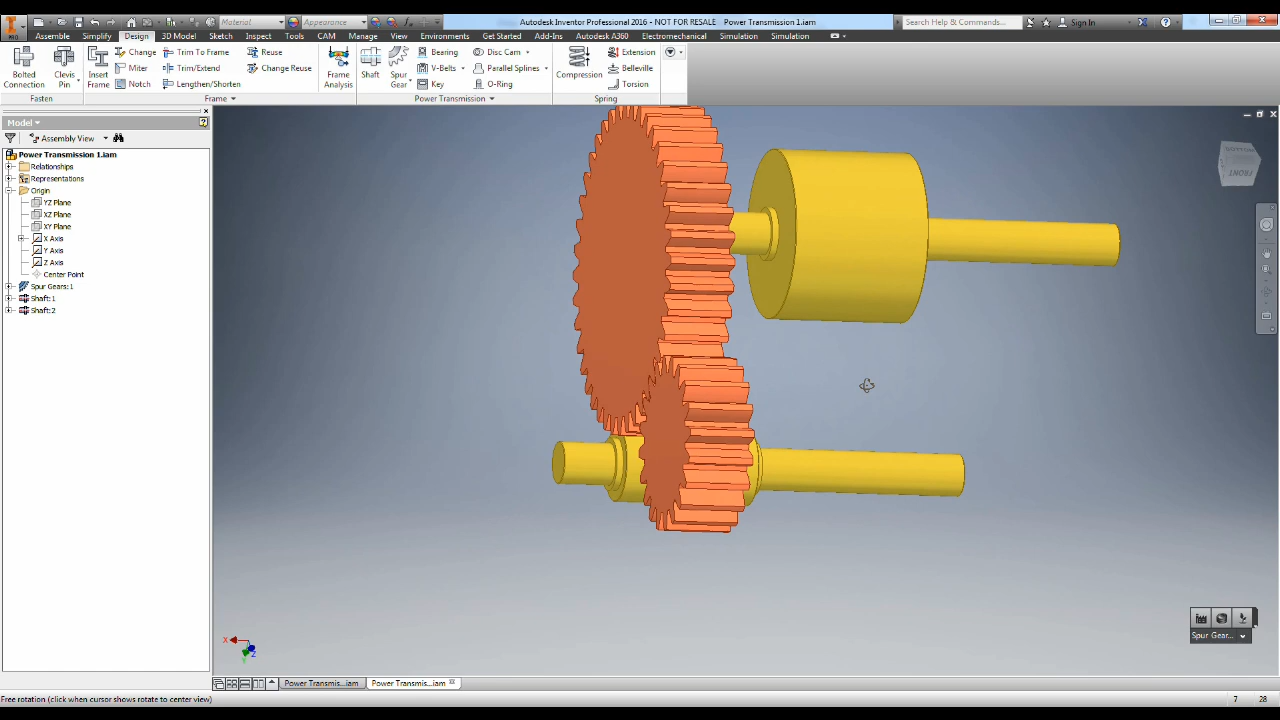 Material Appearance Autodesk Inventor Professional 2016 - NOT FOR RESALE Power Transmission 1.iam Search Help & Commands... Sign In
PRO Assemble Simplify Design 3D Model Sketch Inspect Tools CAM Manage View Environments Get Started Add-Ins Autodesk A360 Electromechanical Simulation Simulation
Bolted Connection
Clevis Pin
Insert Frame
Change
Miter
Notch
Trim To Frame
Trim/Extend
Lengthen/Shorten
Reuse
Change Reuse
Frame Analysis
Shaft
Spur Gear
Bearing
V-Belts
Key
Disc Cam
Parallel Splines
O-Ring
Compression
Extension
Belleville
Torsion
Fasten Frame Power Transmission Spring
Model
Assembly View
Power Transmission 1.iam
Relationships
Representations
Origin
YZ Plane
XZ Plane
XY Plane
X Axis
Y Axis
Z Axis
Center Point
Spur Gears:1
Shaft:1
Shaft:2
FRONT
Spur Gear...
X
Y
Z
Power Transmis...iam Power Transmis...iam
Free rotation (click when cursor shows rotate to center view) 7 28